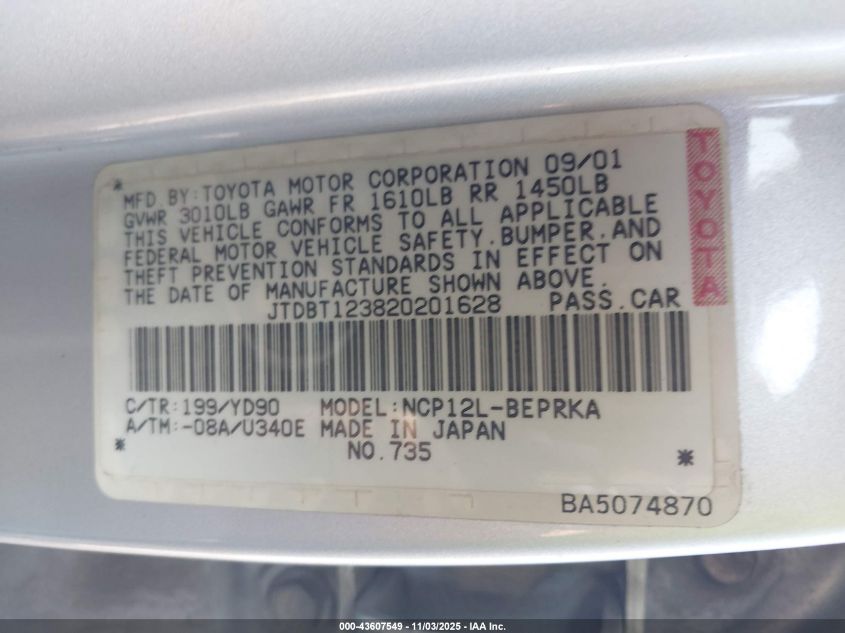 MFD.BY:TOYOTA MOTOR CORPORATION 09/01
GVWR 3010LB GAWR FR 1610LB RR 1450LB
THIS VEHICLE CONFORMS TO ALL APPLICABLE
FEDERAL MOTOR VEHICLE SAFETY,BUMPER,AND
THEFT PREVENTION STANDARDS IN EFFECT ON
THE DATE OF MANUFACTURE SHOWN ABOVE.
JTDBT123820201628 PASS.CAR
TOYOTA
C/TR:199/YD90 MODEL:NCP12L-BEPRKA
A/TM:-08A/U340E MADE IN JAPAN
NO.735
BA5074870
000-43607549 - 11/03/2025 - IAA Inc.